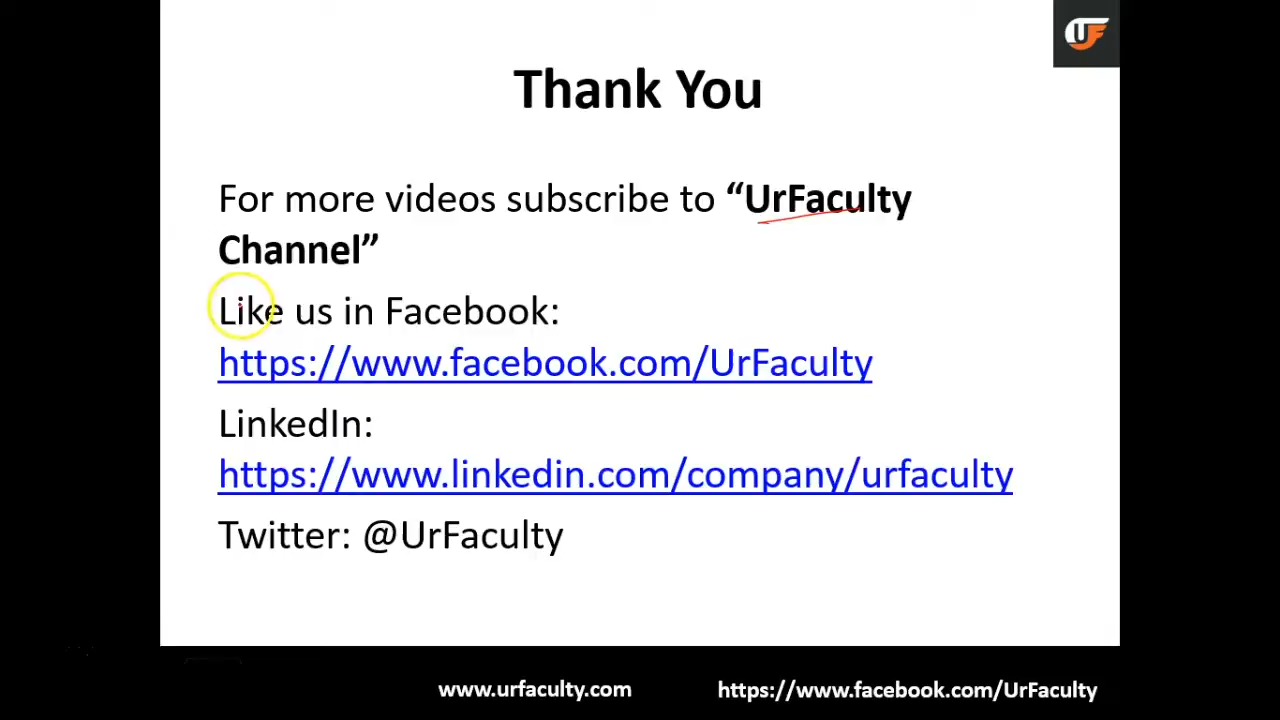 UF
Thank You
For more videos subscribe to “UrFaculty
Channel”
Like us in Facebook:
https://www.facebook.com/UrFaculty
LinkedIn:
https://www.linkedin.com/company/urfaculty
Twitter: @UrFaculty
www.urfaculty.com
https://www.facebook.com/UrFaculty